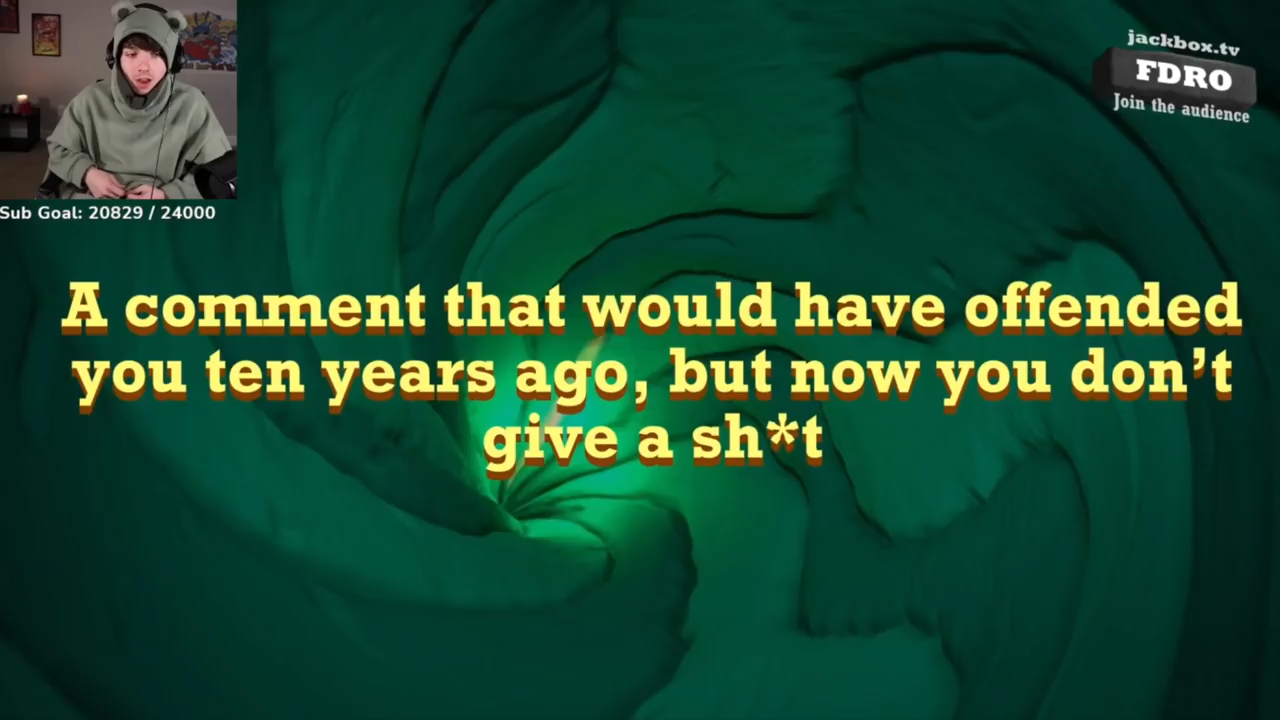 jackbox.tv
FDRO
Join the audience
Sub Goal: 20829 / 24000
A comment that would have offended
you ten years ago, but now you don't
give a sh*t